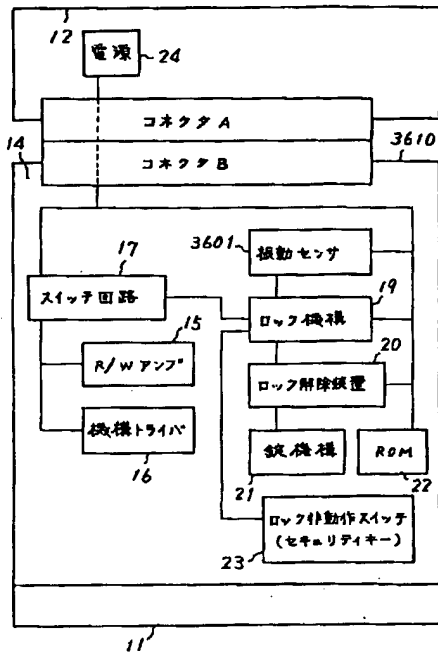 12
電源
24
コネクタA
コネクタB
14
3610
3601
振動センサ
17
スイッチ回路
19
ロック機構
15
R/Wアンプ
20
ロック解除装置
機構ドライバ
16
錠機構
21
ROM
22
ロック非動作スイッチ
(セキュリティキー)
23
11